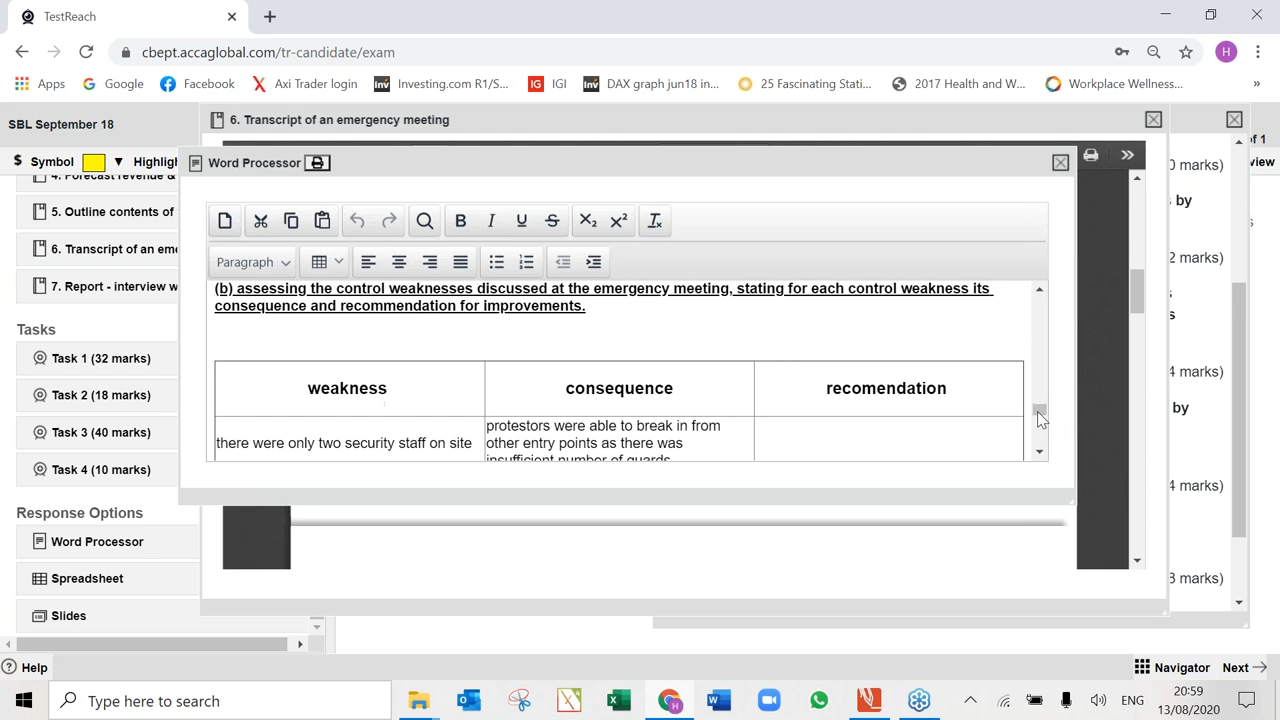 TestReach
cbept.accaglobal.com/tr-candidate/exam
H
Apps
Google
Facebook
Axi Trader login
Investing.com R1/S...
IGI
DAX graph jun18 in...
25 Fascinating Stati...
2017 Health and W...
Workplace Wellness...
»
SBL September 18
6. Transcript of an emergency meeting
of 1
$ Symbol
Highligh
Word Processor
view
0 marks)
5. Outline contents of
by
6. Transcript of an eme
2 marks)
7. Report - interview w
Paragraph
(b) assessing the control weaknesses discussed at the emergency meeting, stating for each control weakness its
consequence and recommendation for improvements.
Tasks
Task 1 (32 marks)
4 marks)
weakness
consequence
recomendation
Task 2 (18 marks)
by
Task 3 (40 marks)
there were only two security staff on site
protestors were able to break in from
other entry points as there was
insufficient number of guards
Task 4 (10 marks)
4 marks)
Response Options
Word Processor
Spreadsheet
3 marks)
Slides
Help
Navigator
Next
Type here to search
ENG
20:59
13/08/2020